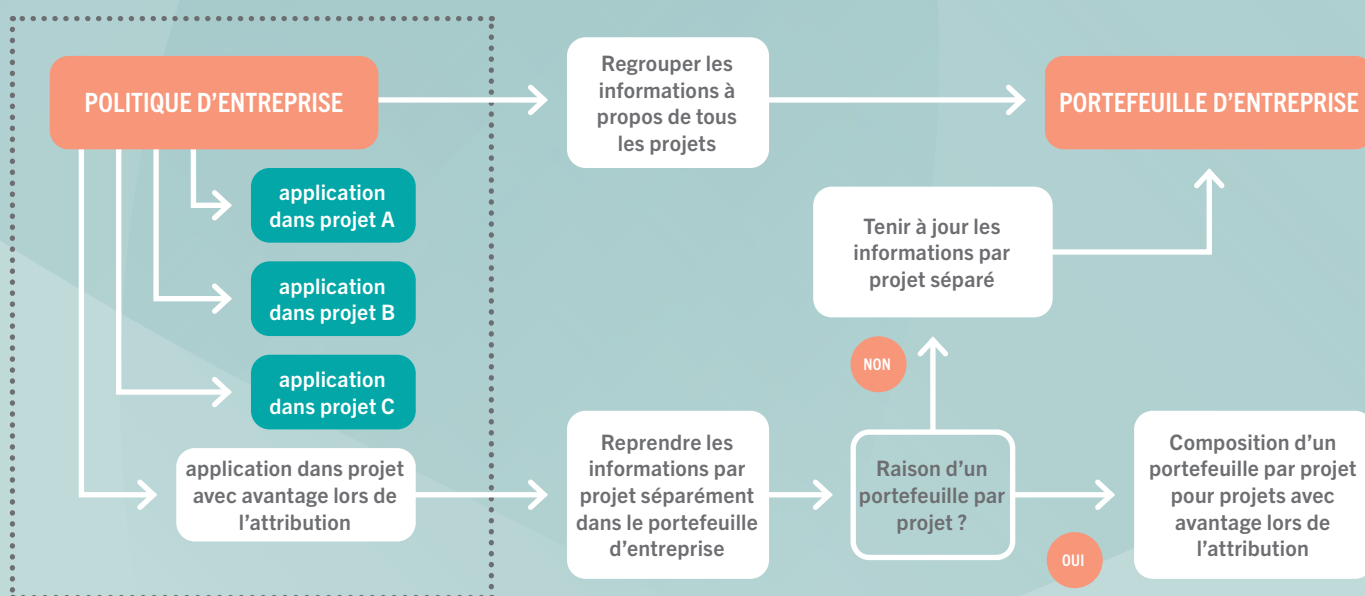 POLITIQUE D'ENTREPRISE
Regrouper les
informations à
propos de tous
les projets
PORTEFEUILLE D'ENTREPRISE
application
dans projet A
application
dans projet B
application
dans projet C
application dans projet
avec avantage lors de
l'attribution
Tenir à jour les
informations par
projet séparé
NON
Reprendre les
informations par
projet séparément
dans le portefeuille
d'entreprise
Raison d'un
portefeuille par
projet ?
OUI
Composition d'un
portefeuille par projet
pour projets avec
avantage lors de
l'attribution